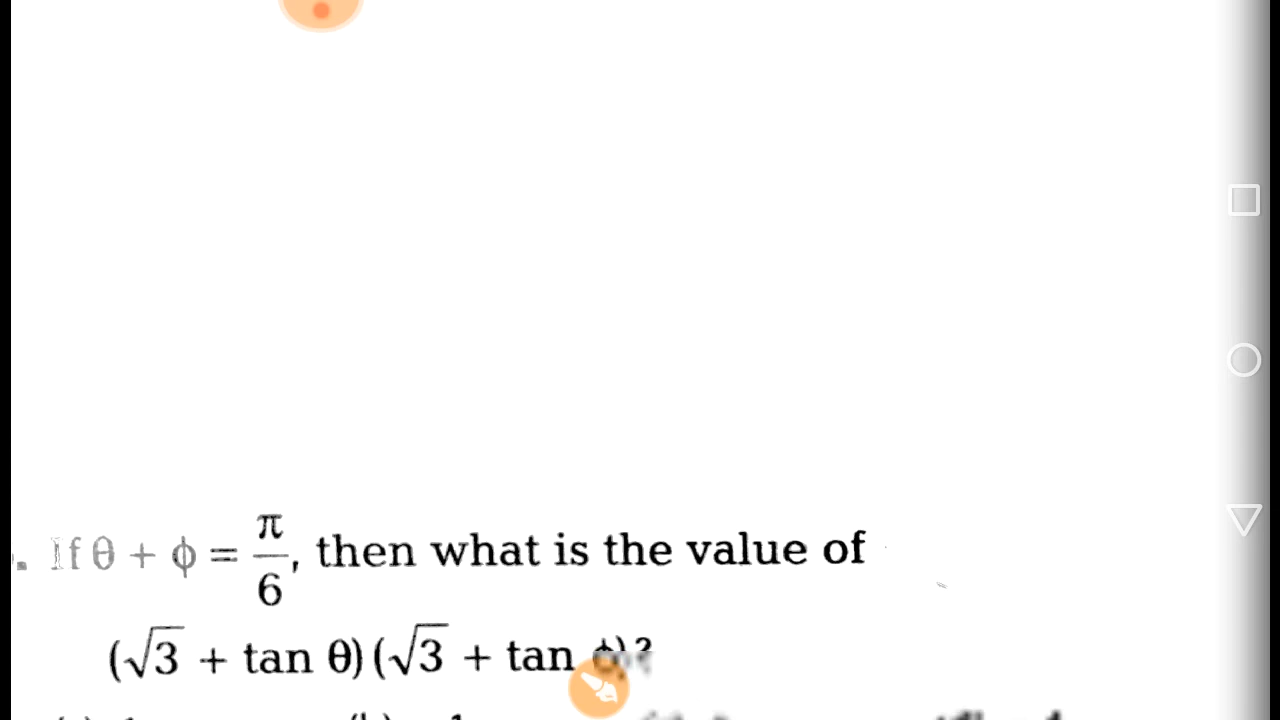 . If θ + ϕ = π/6, then what is the value of
(√3 + tan θ) (√3 + tan ϕ)?